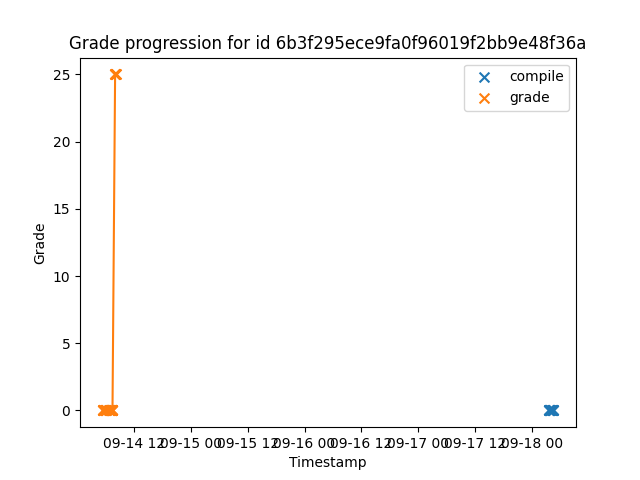 Grade progression for id 6b3f295ece9fa0f96019f2bb9e48f36a
compile
grade
25
20
15
10
5
0
Grade
09-14 12 09-15 00 09-15 12 09-16 00 09-16 12 09-17 00 09-17 12 09-18 00
Timestamp